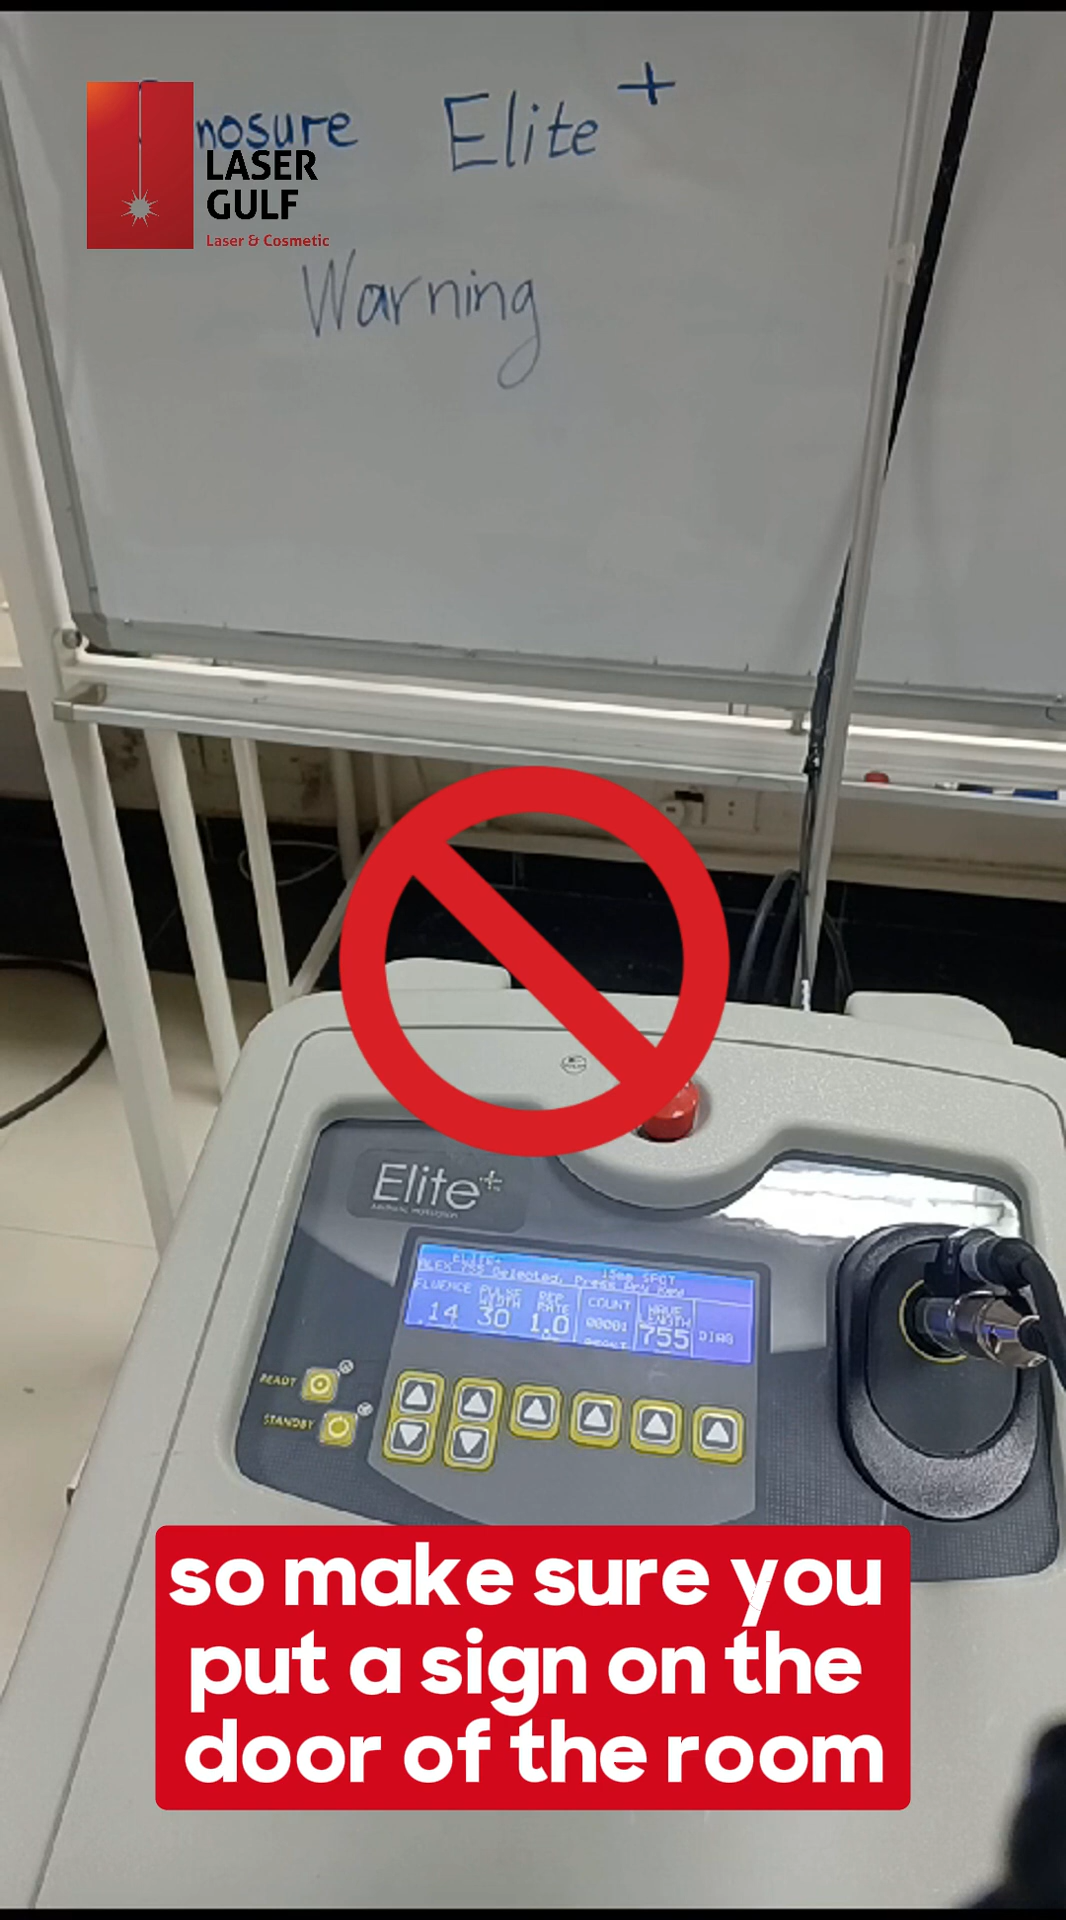 nosure Elite+
LASER
GULF
Laser & Cosmetic
Warning
Elite+
ELITE+ 15mm SPOT
ALEX 755 Selected, Press Any Key
FLUENCE PULSE WIDTH REP RATE COUNT WAVE LENGTH
14 30 1.0 00001 755 DIAG
READY
STANDBY
so make sure you
put a sign on the
door of the room